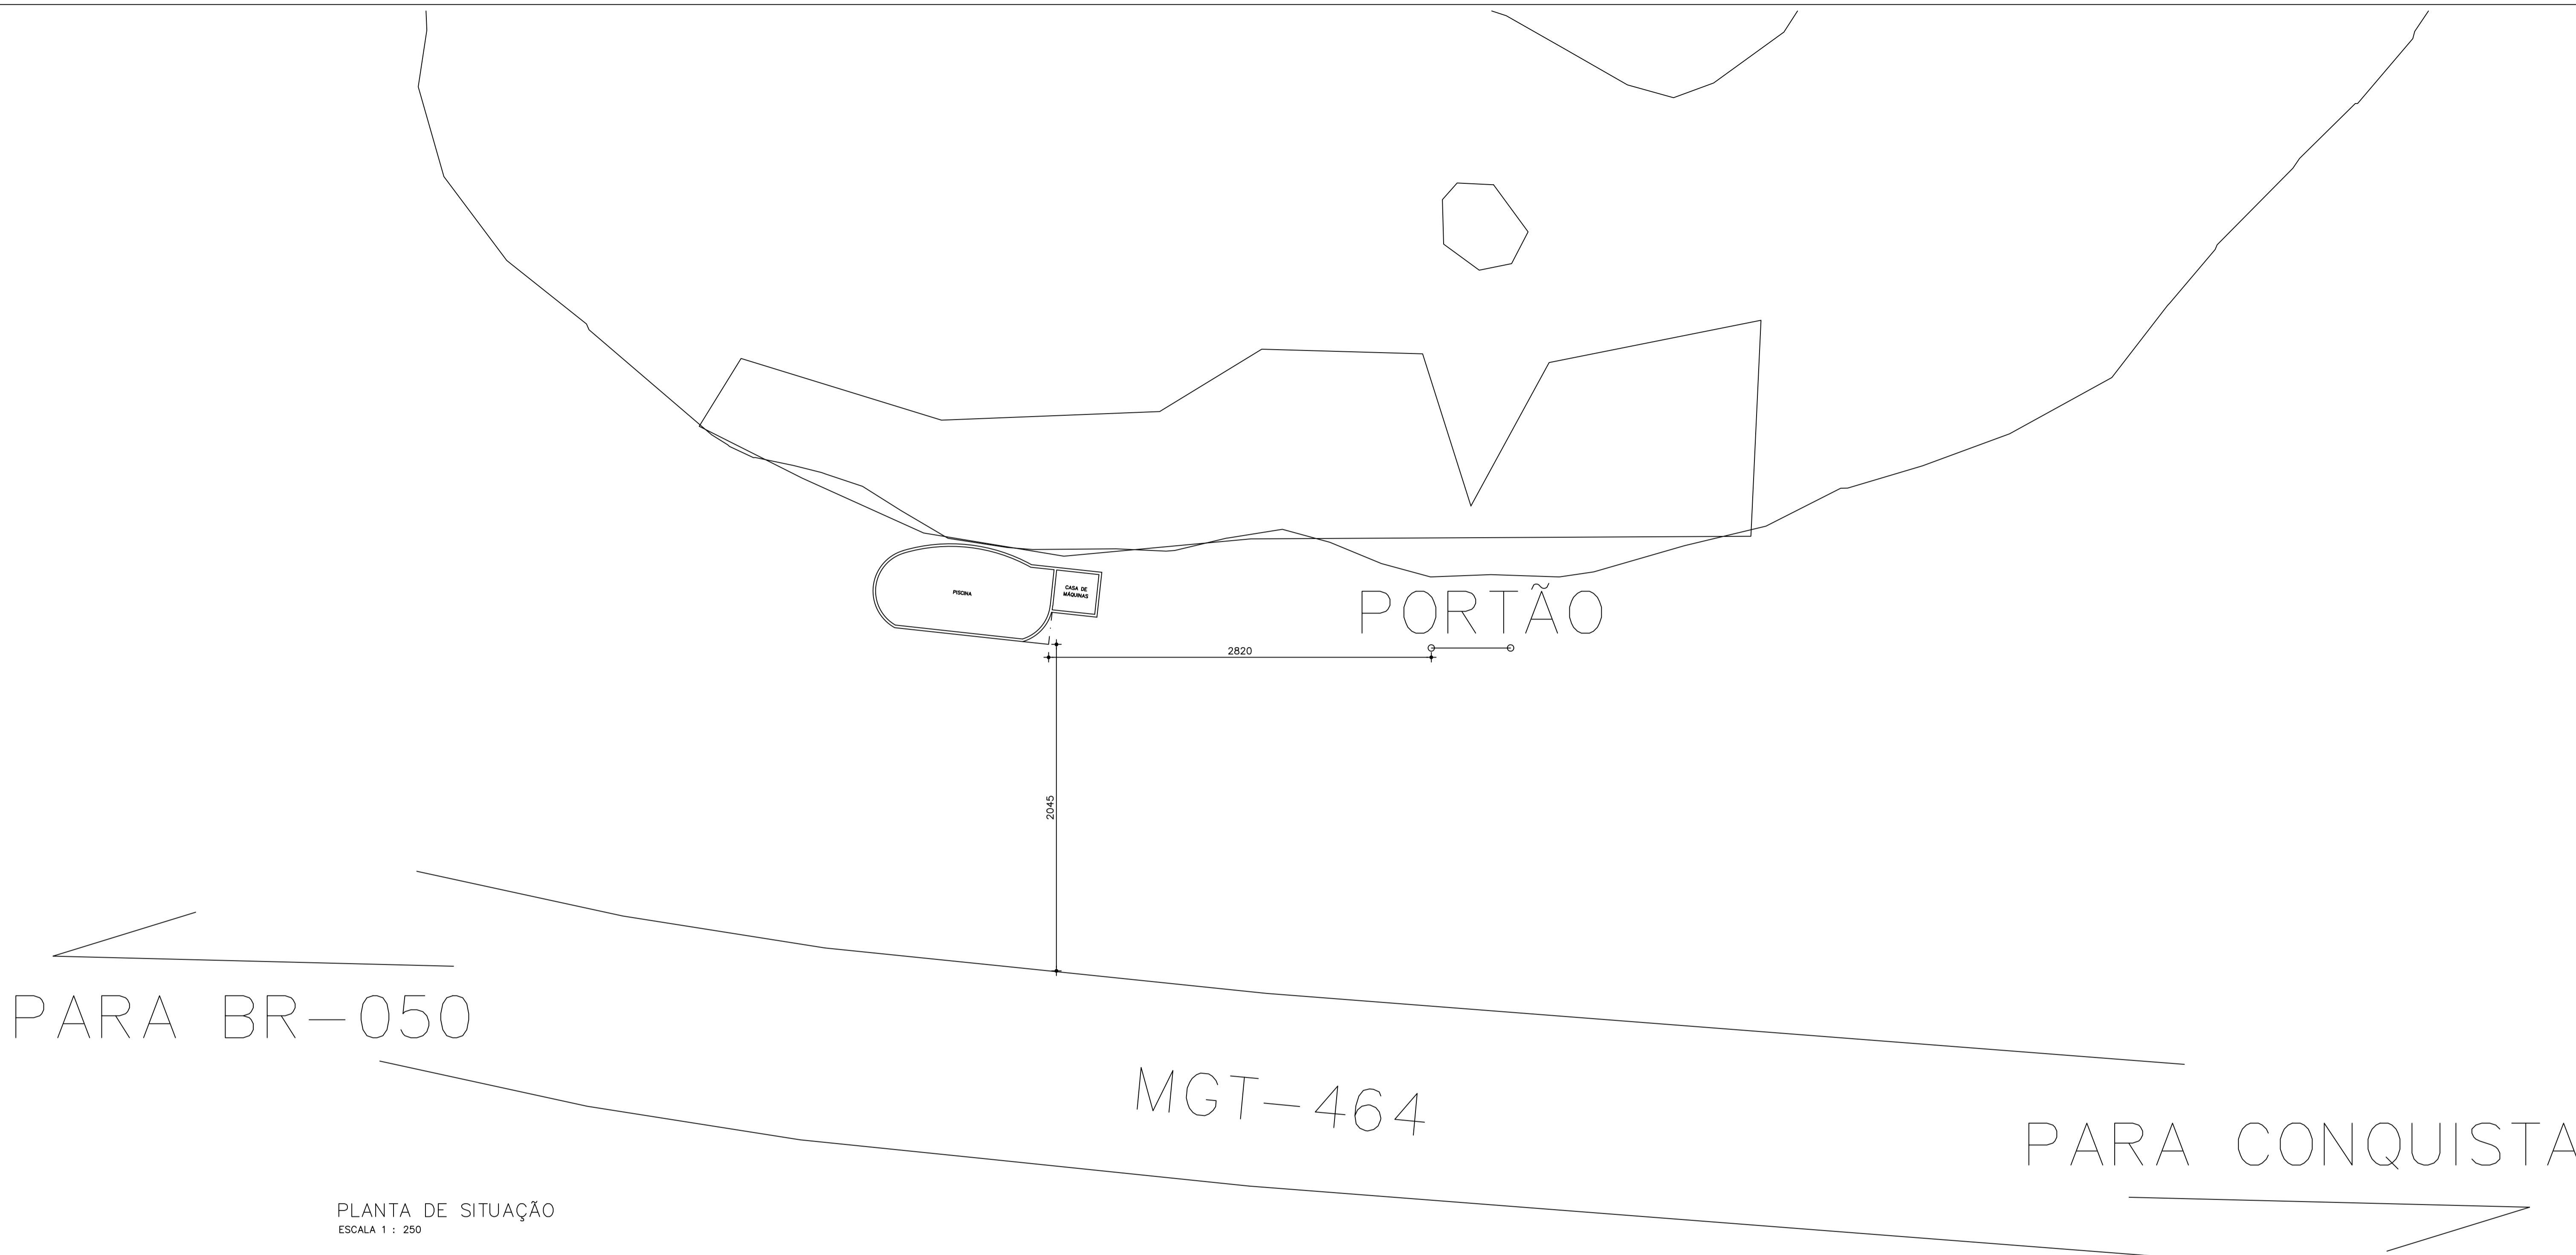 PISCINA
CASA DE
MÁQUINAS
PORTÃO
2820
2045
PARA BR-050
MGT-464
PARA CONQUISTA
PLANTA DE SITUAÇÃO
ESCALA 1 : 250